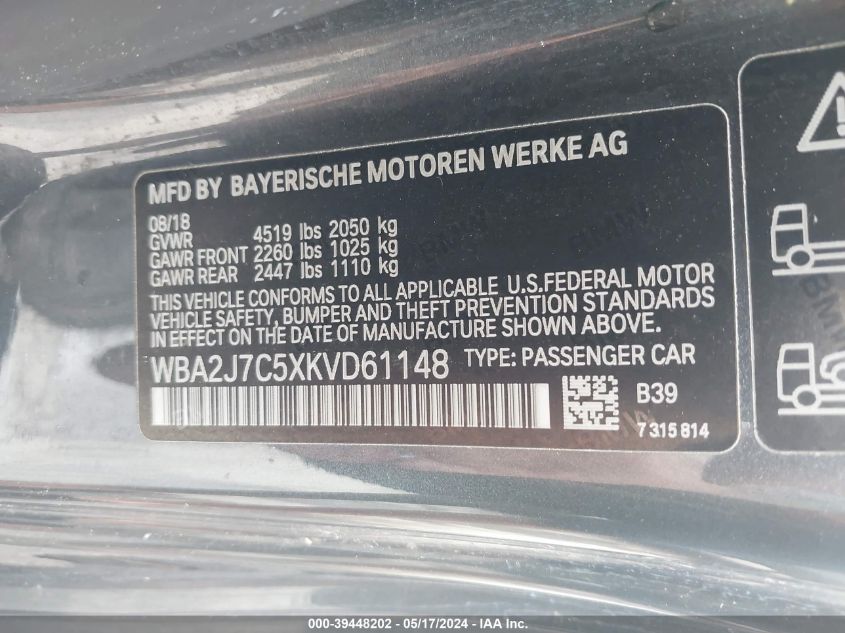 MFD BY BAYERISCHE MOTOREN WERKE AG
08/18
GVWR 4519 lbs 2050 kg
GAWR FRONT 2260 lbs 1025 kg
GAWR REAR 2447 lbs 1110 kg
THIS VEHICLE CONFORMS TO ALL APPLICABLE U.S.FEDERAL MOTOR
VEHICLE SAFETY, BUMPER AND THEFT PREVENTION STANDARDS
IN EFFECT ON THE DATE OF MANUFACTURE SHOWN ABOVE.
WBA2J7C5XKVD61148 TYPE: PASSENGER CAR
B39
7 315 814
000-39448202 - 05/17/2024 - IAA Inc.